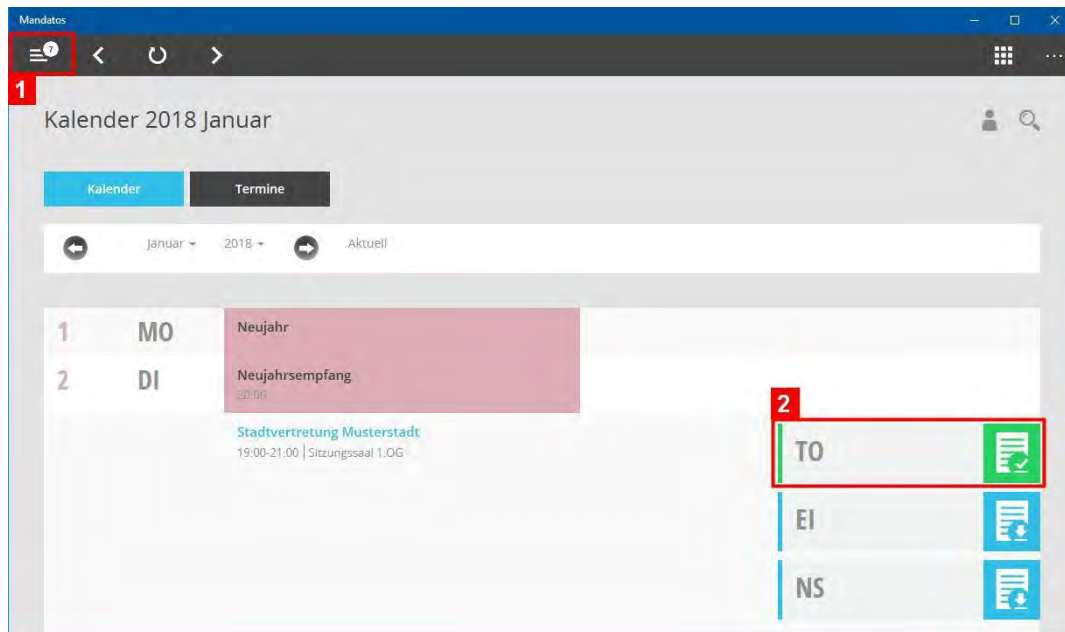 Mandatos
7
1
Kalender 2018 Januar
Kalender
Termine
Januar
2018
Aktuell
1 MO Neujahr
2 DI Neujahrsempfang
20:00
2
Stadtvertretung Musterstadt
19:00-21:00 | Sitzungssaal 1.OG
TO
EI
NS